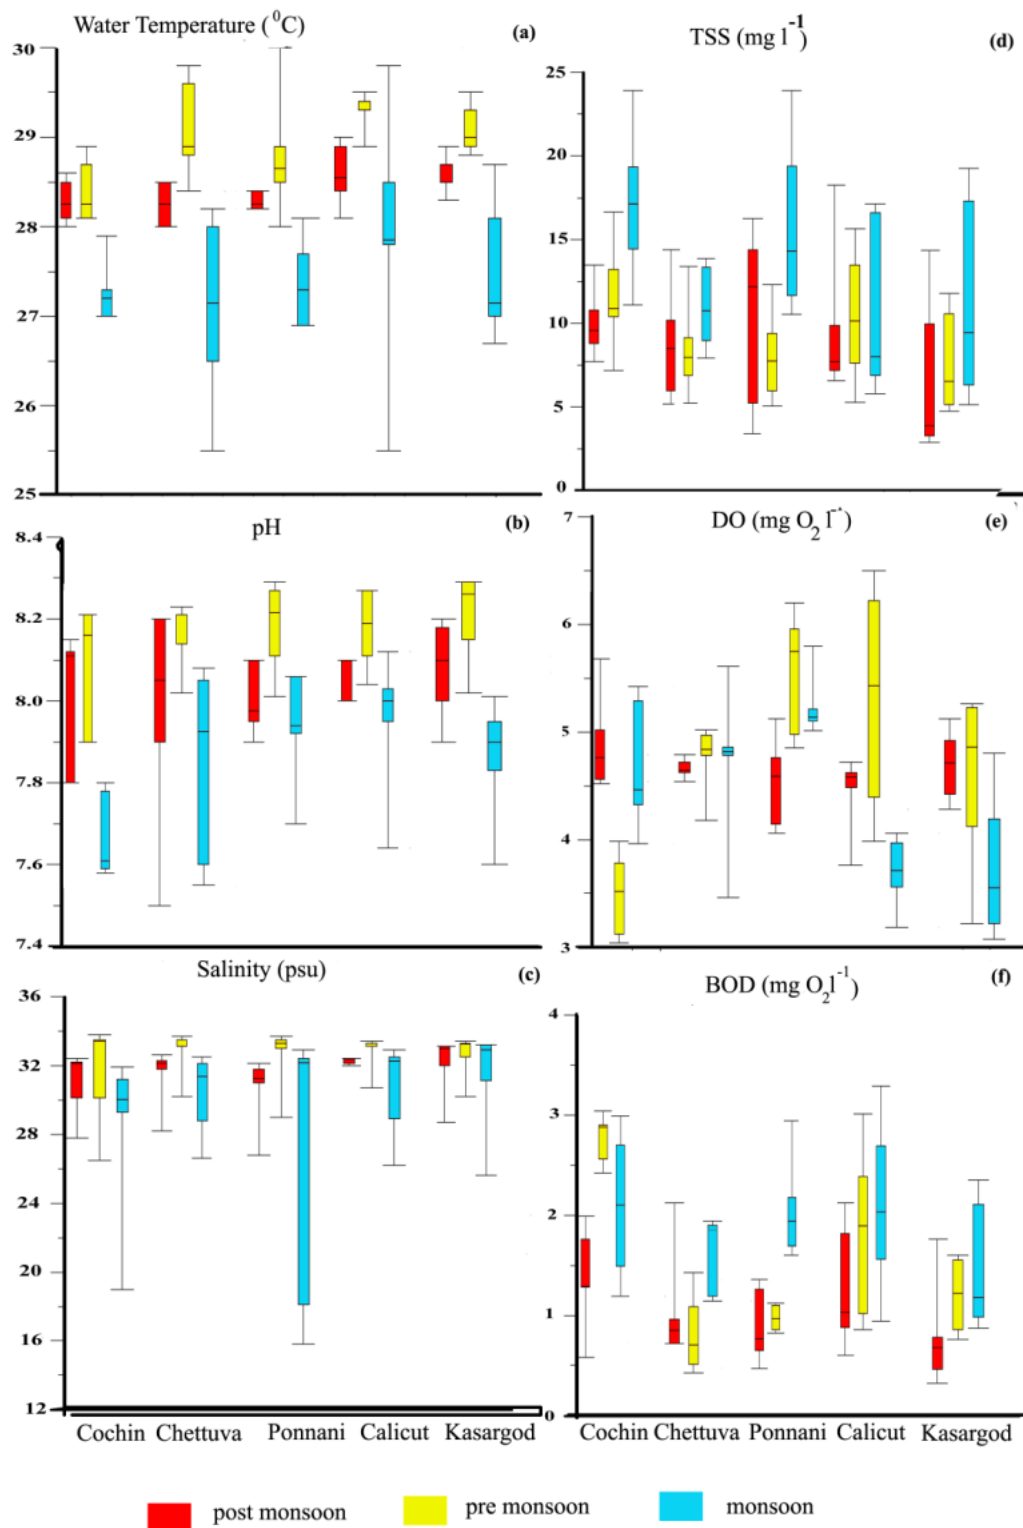 Water Temperature (⁰C)
(a)
30
29
28
27
26
25
TSS (mg l⁻¹)
(d)
25
20
15
10
5
0
pH
(b)
8.4
8.2
8.0
7.8
7.6
7.4
DO (mg O₂ l⁻¹)
(e)
7
6
5
4
3
Salinity (psu)
(c)
36
32
28
24
20
16
12
Cochin Chettuva Ponnani Calicut Kasargod
BOD (mg O₂l⁻¹)
(f)
4
3
2
1
0
Cochin Chettuva Ponnani Calicut Kasargod
post monsoon pre monsoon monsoon